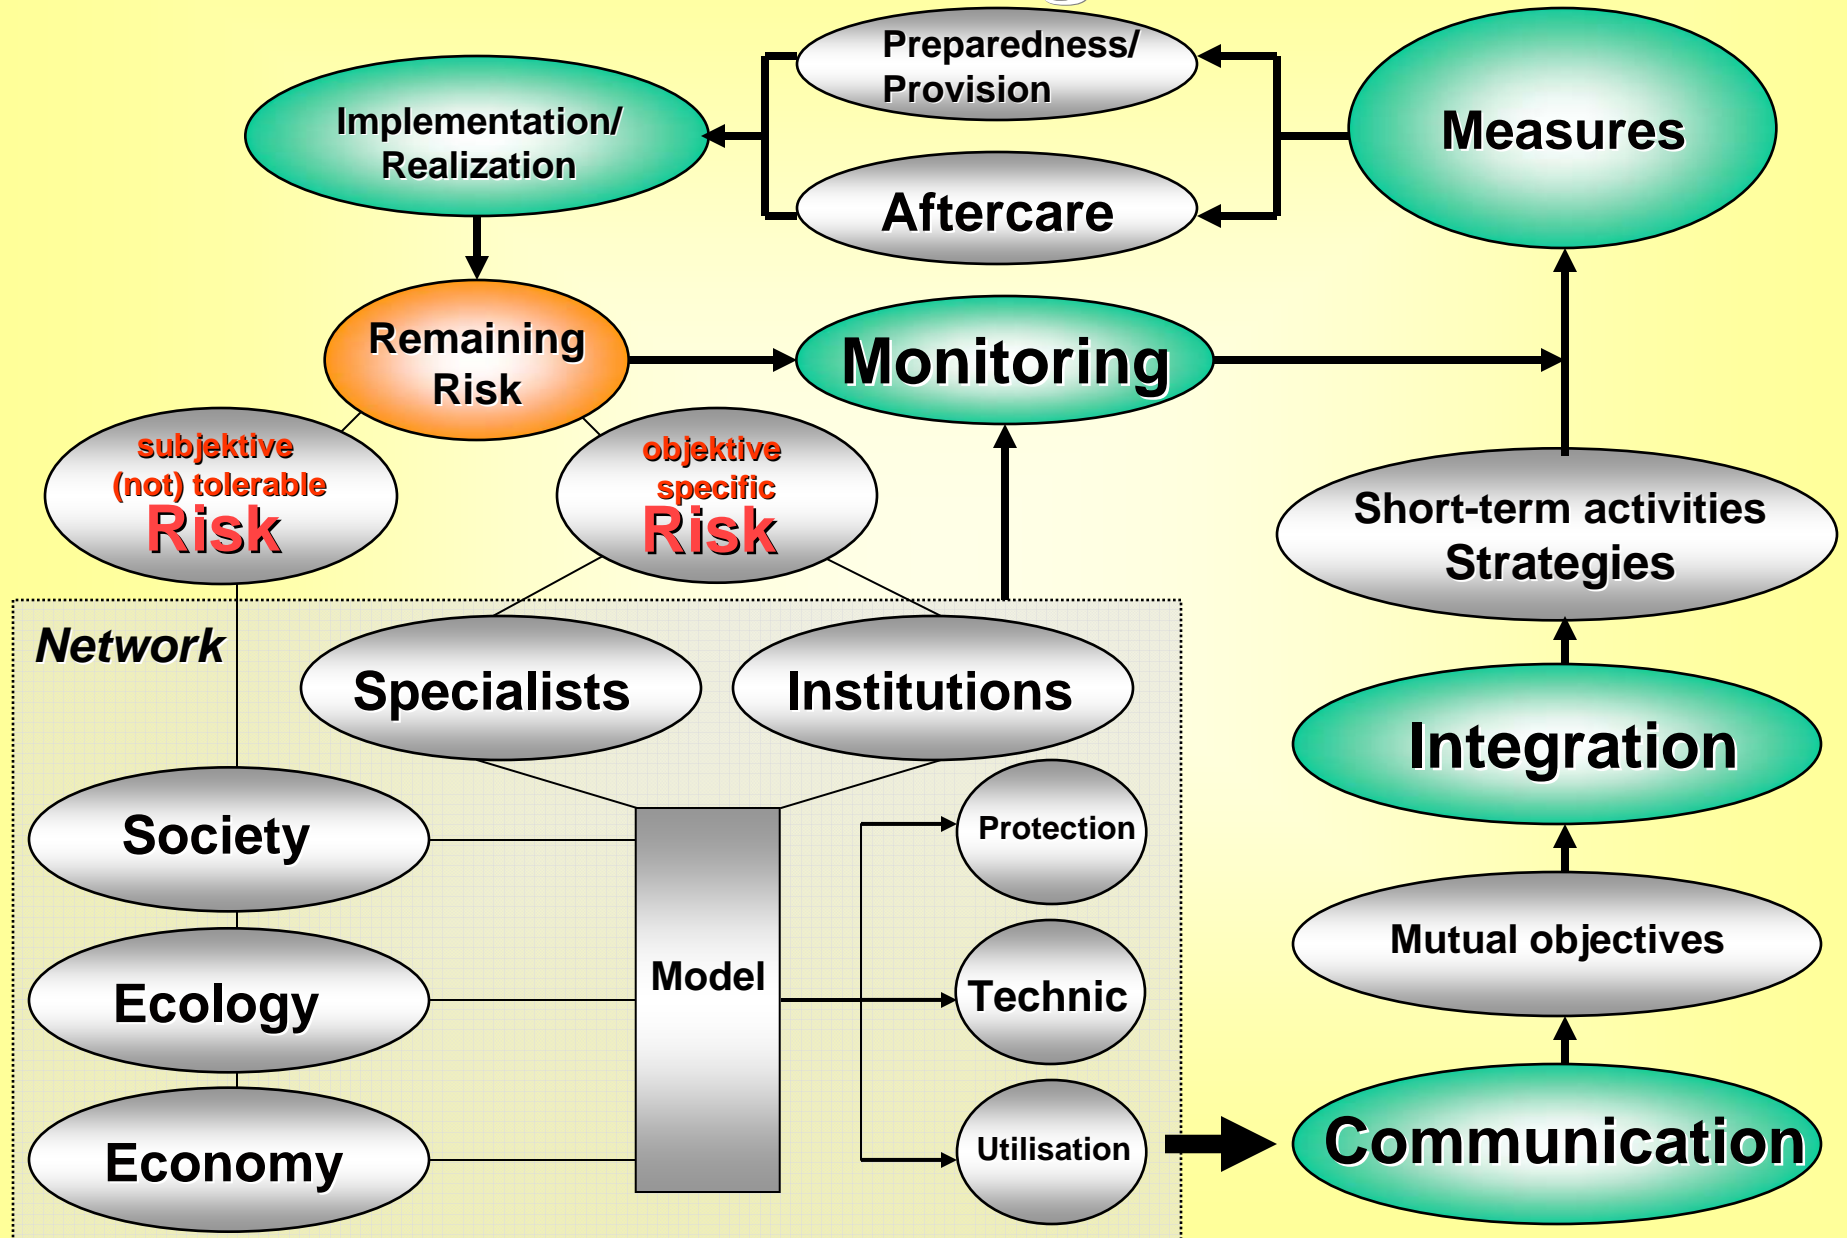 Preparedness/
Provision
Measures
Implementation/
Realization
Aftercare
Remaining
Risk
Monitoring
subjektive
(not) tolerable
Risk
objektive
specific
Risk
Short-term activities
Strategies
Network
Specialists
Institutions
Integration
Society
Protection
Mutual objectives
Model
Ecology
Technic
Economy
Utilisation
Communication